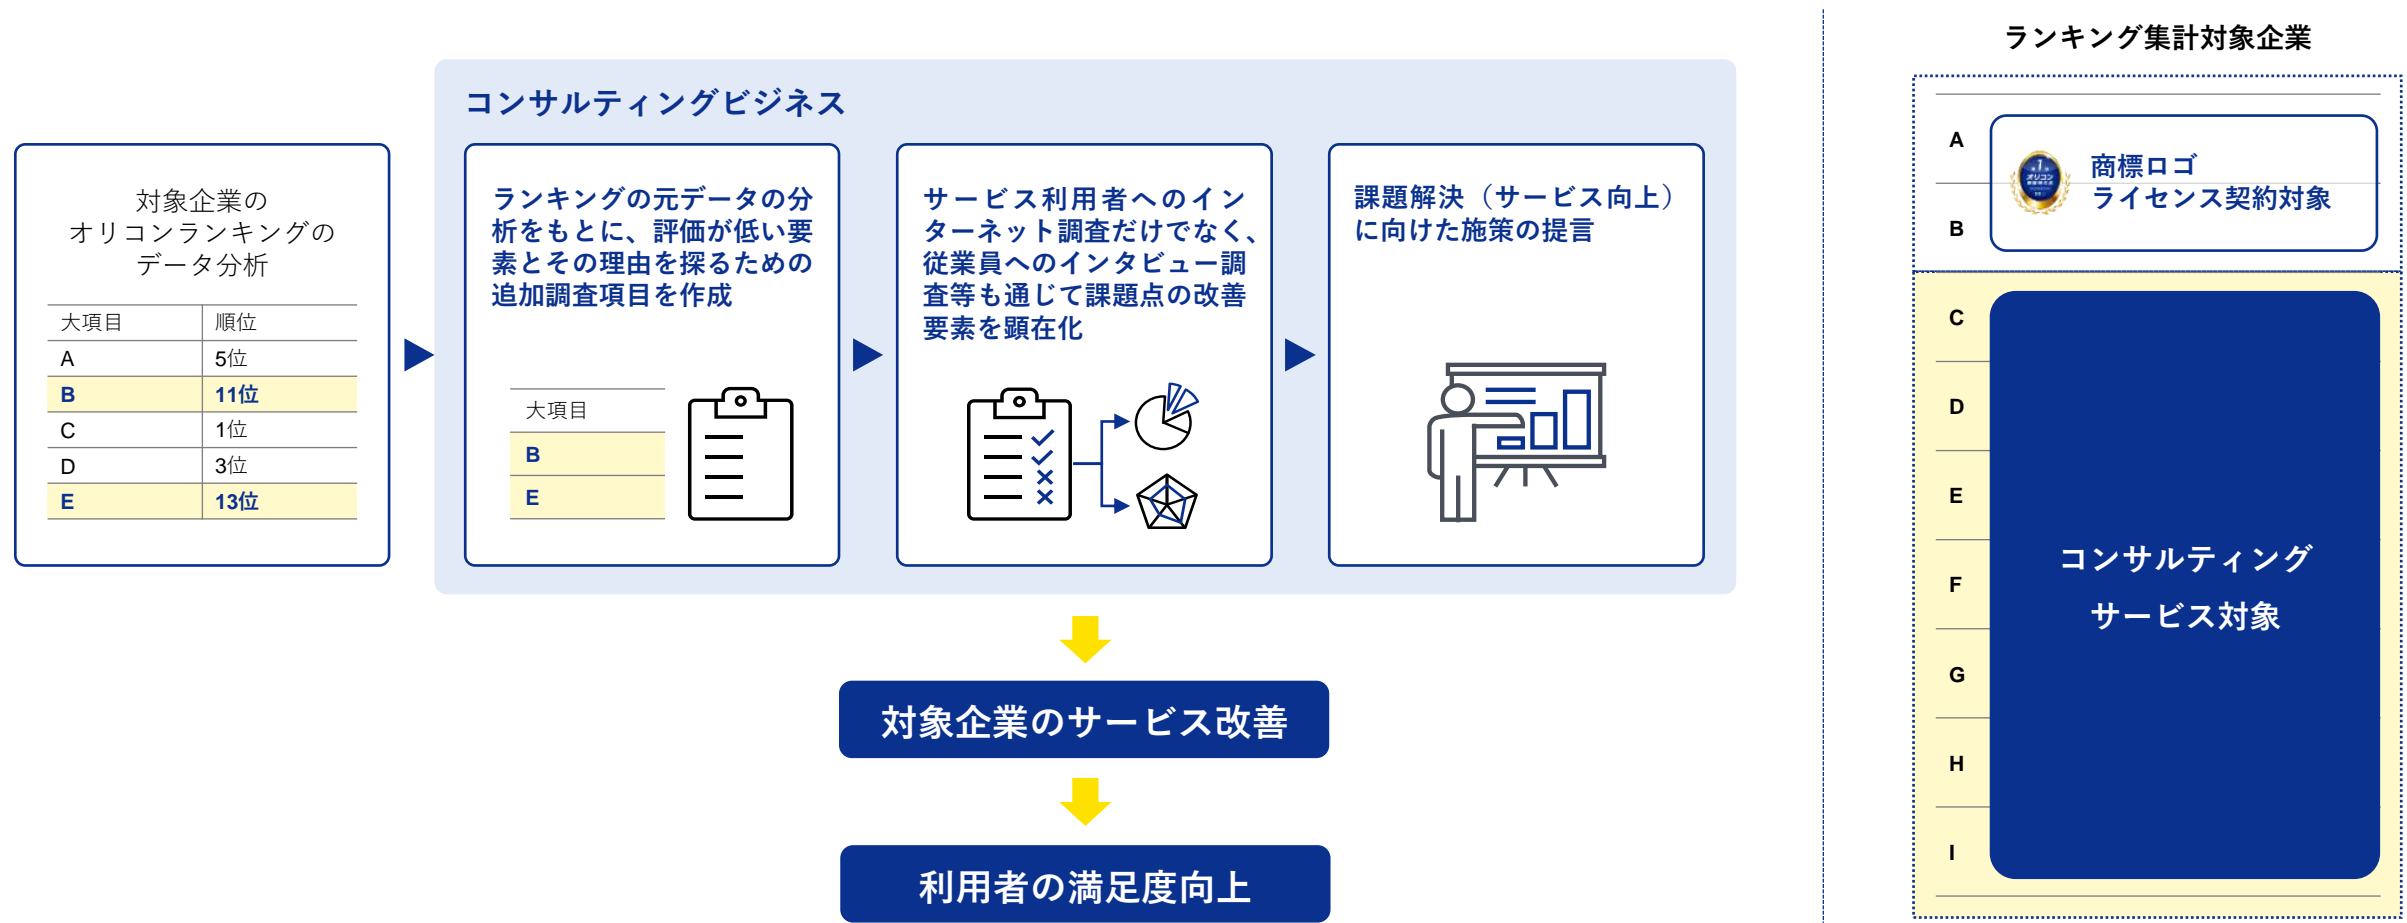 コンサルティングビジネス
対象企業の
オリコンランキングの
データ分析
大項目 順位
A 5位
B 11位
C 1位
D 3位
E 13位
ランキングの元データの分
析をもとに、評価が低い要
素とその理由を探るための
追加調査項目を作成
大項目
B
E
サービス利用者へのイン
ターネット調査だけでなく、
従業員へのインタビュー調
査等も通じて課題点の改善
要素を顕在化
課題解決（サービス向上）
に向けた施策の提言
対象企業のサービス改善
利用者の満足度向上
ランキング集計対象企業
A
B
オリコン
商標ロゴ
ライセンス契約対象
C
D
E
F
G
H
I
コンサルティング
サービス対象